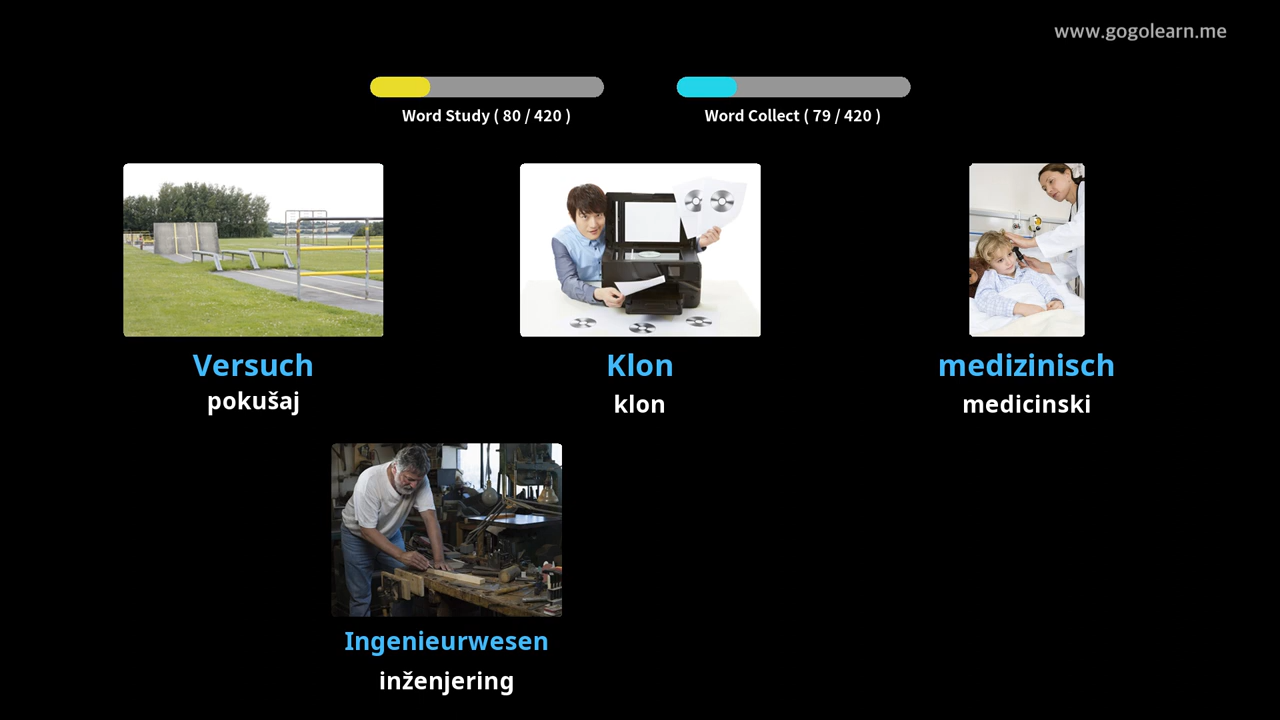 www.gogolearn.me
Word Study ( 80 / 420 )
Word Collect ( 79 / 420 )
Versuch
pokušaj
Klon
klon
medizinisch
medicinski
Ingenieurwesen
inženjering